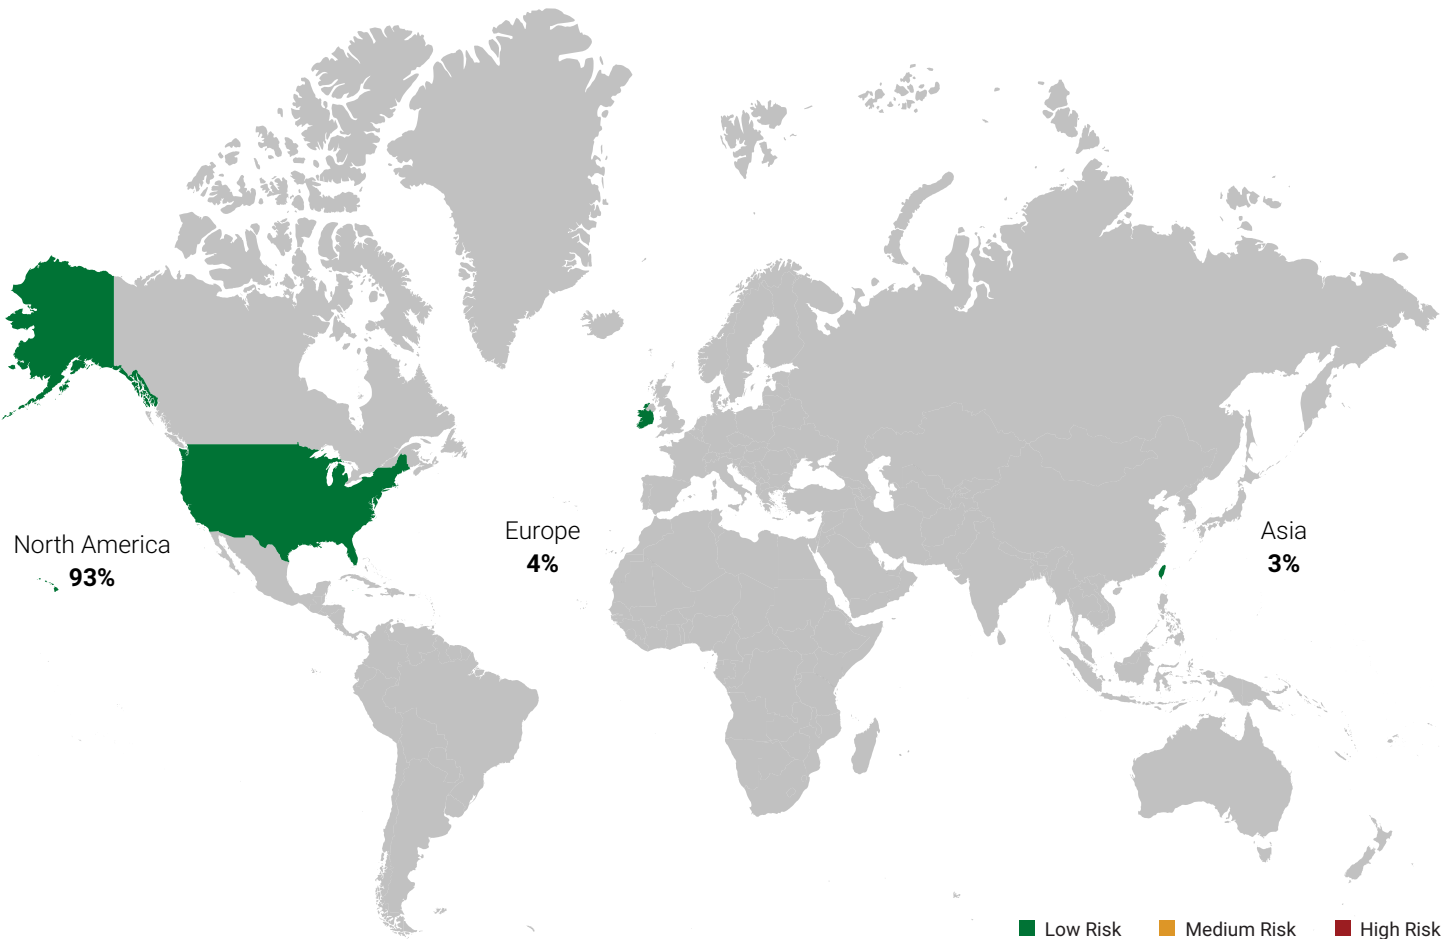 North America
93%
Europe
4%
Asia
3%
Low Risk
Medium Risk
High Risk